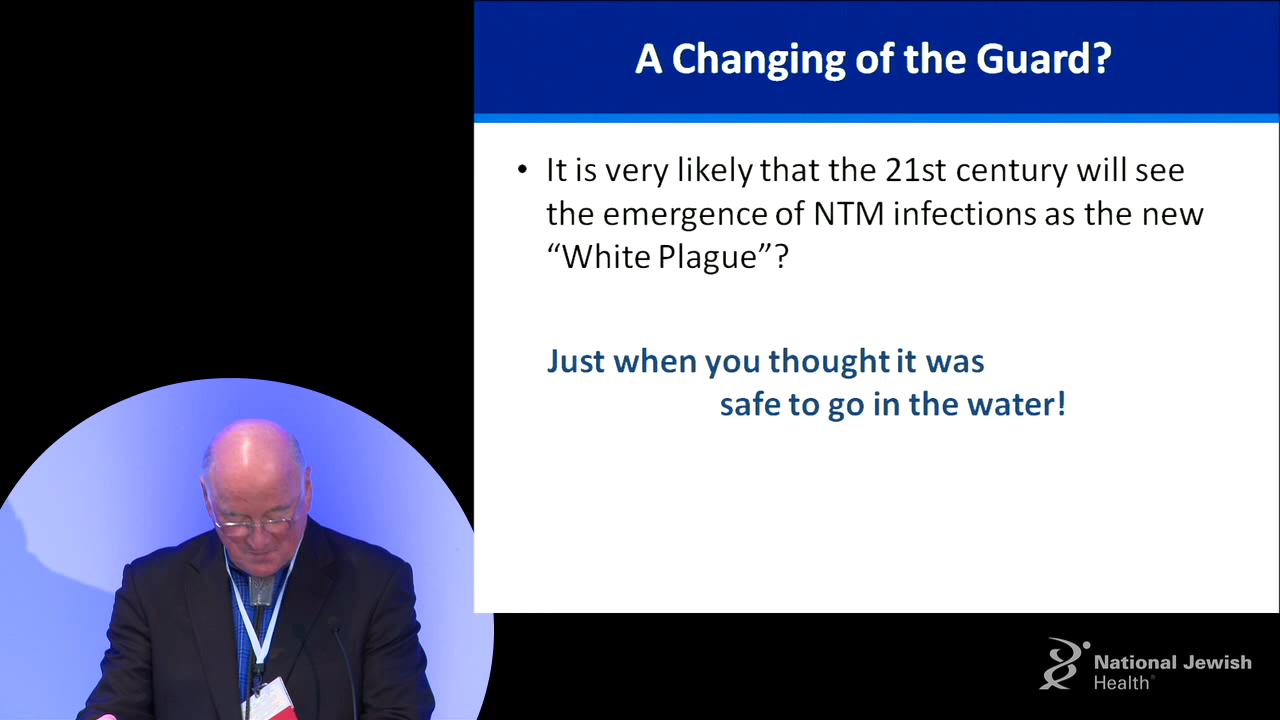 A Changing of the Guard?
• It is very likely that the 21st century will see
the emergence of NTM infections as the new
“White Plague”?
Just when you thought it was
safe to go in the water!
National Jewish
Health®